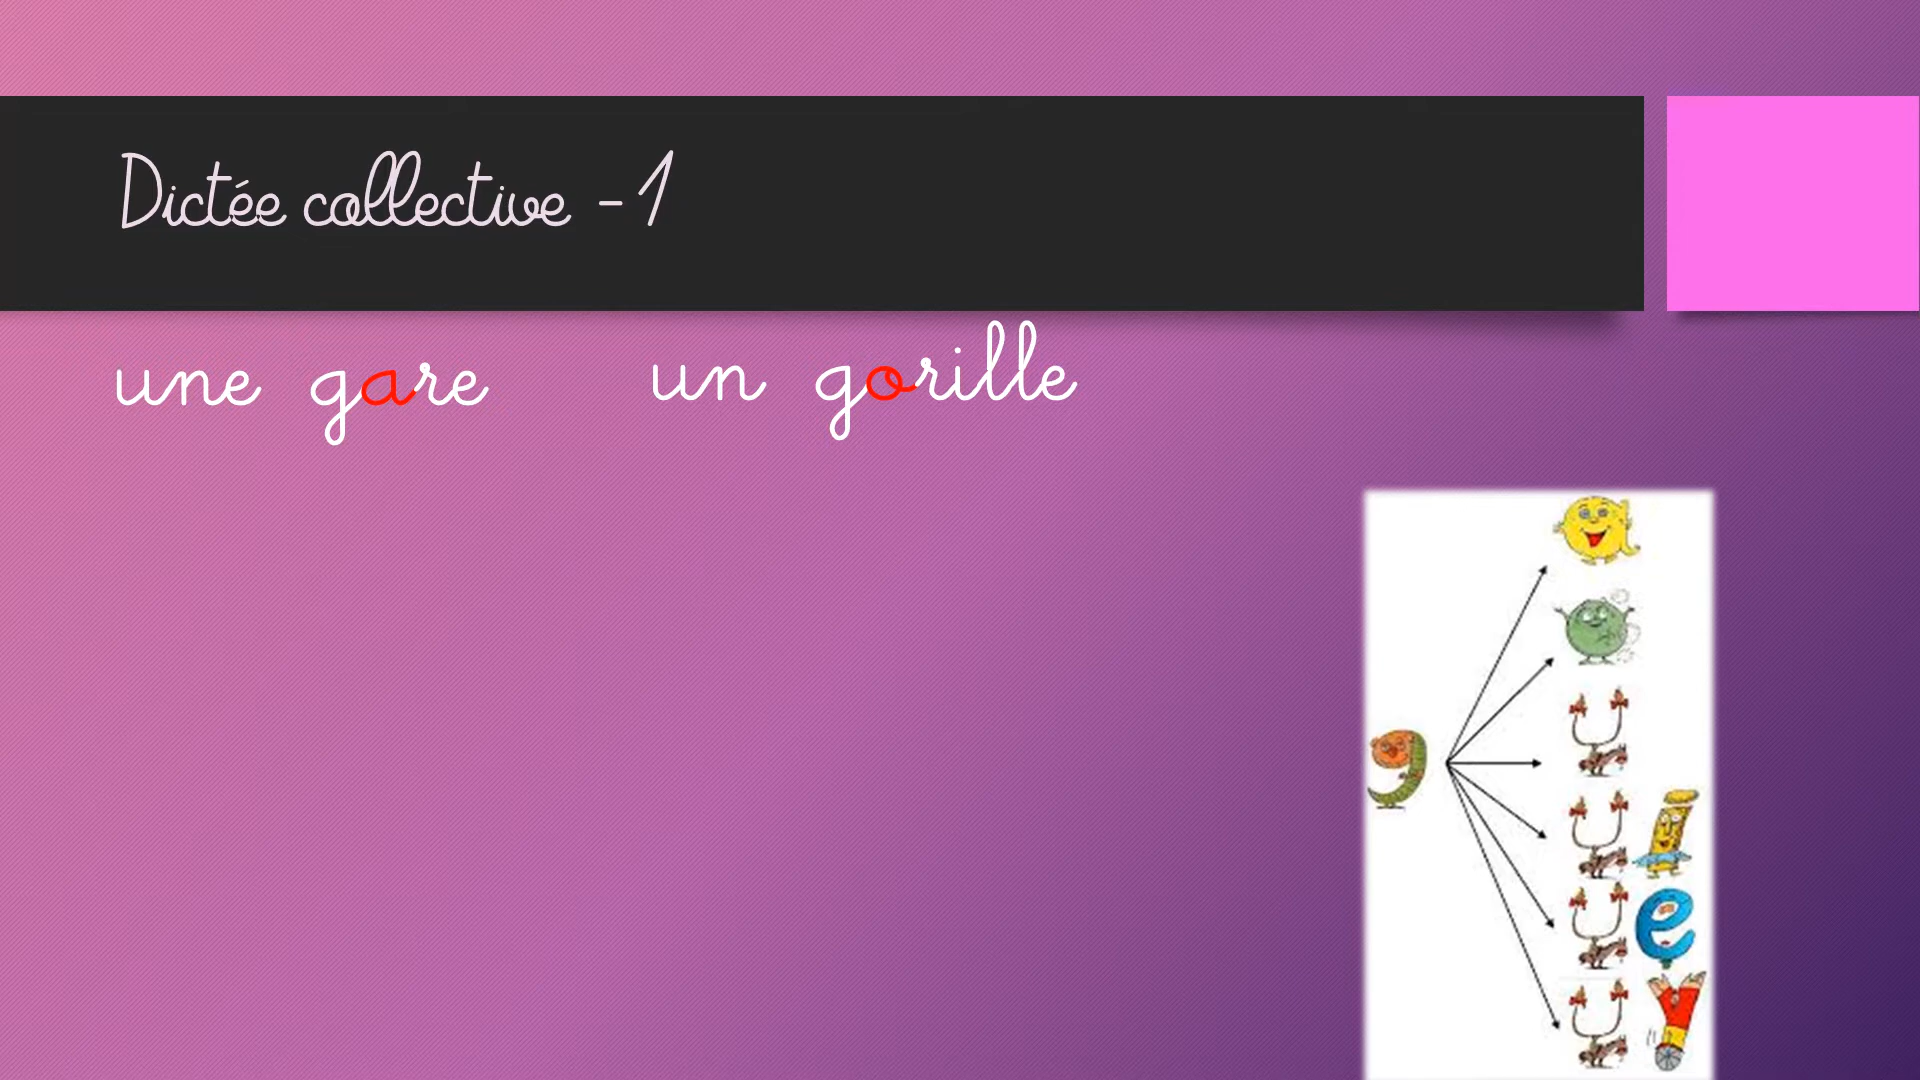 Dictée collective - 1
une gare un gorille
a
o
u
g
u i
u e
u y